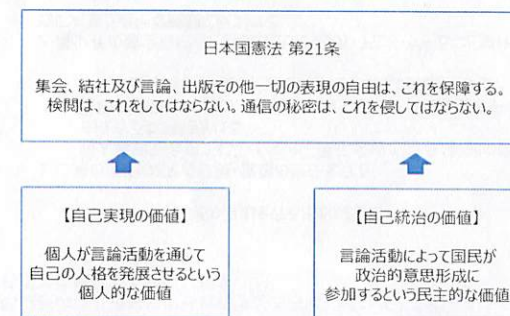 日本国憲法 第21条
集会、結社及び言論、出版その他一切の表現の自由は、これを保障する。
検閲は、これをしてはならない。通信の秘密は、これを侵してはならない。
【自己実現の価値】
個人が言論活動を通じて
自己の人格を発展させるという
個人的な価値
【自己統治の価値】
言論活動によって国民が
政治的意思形成に
参加するという民主的な価値